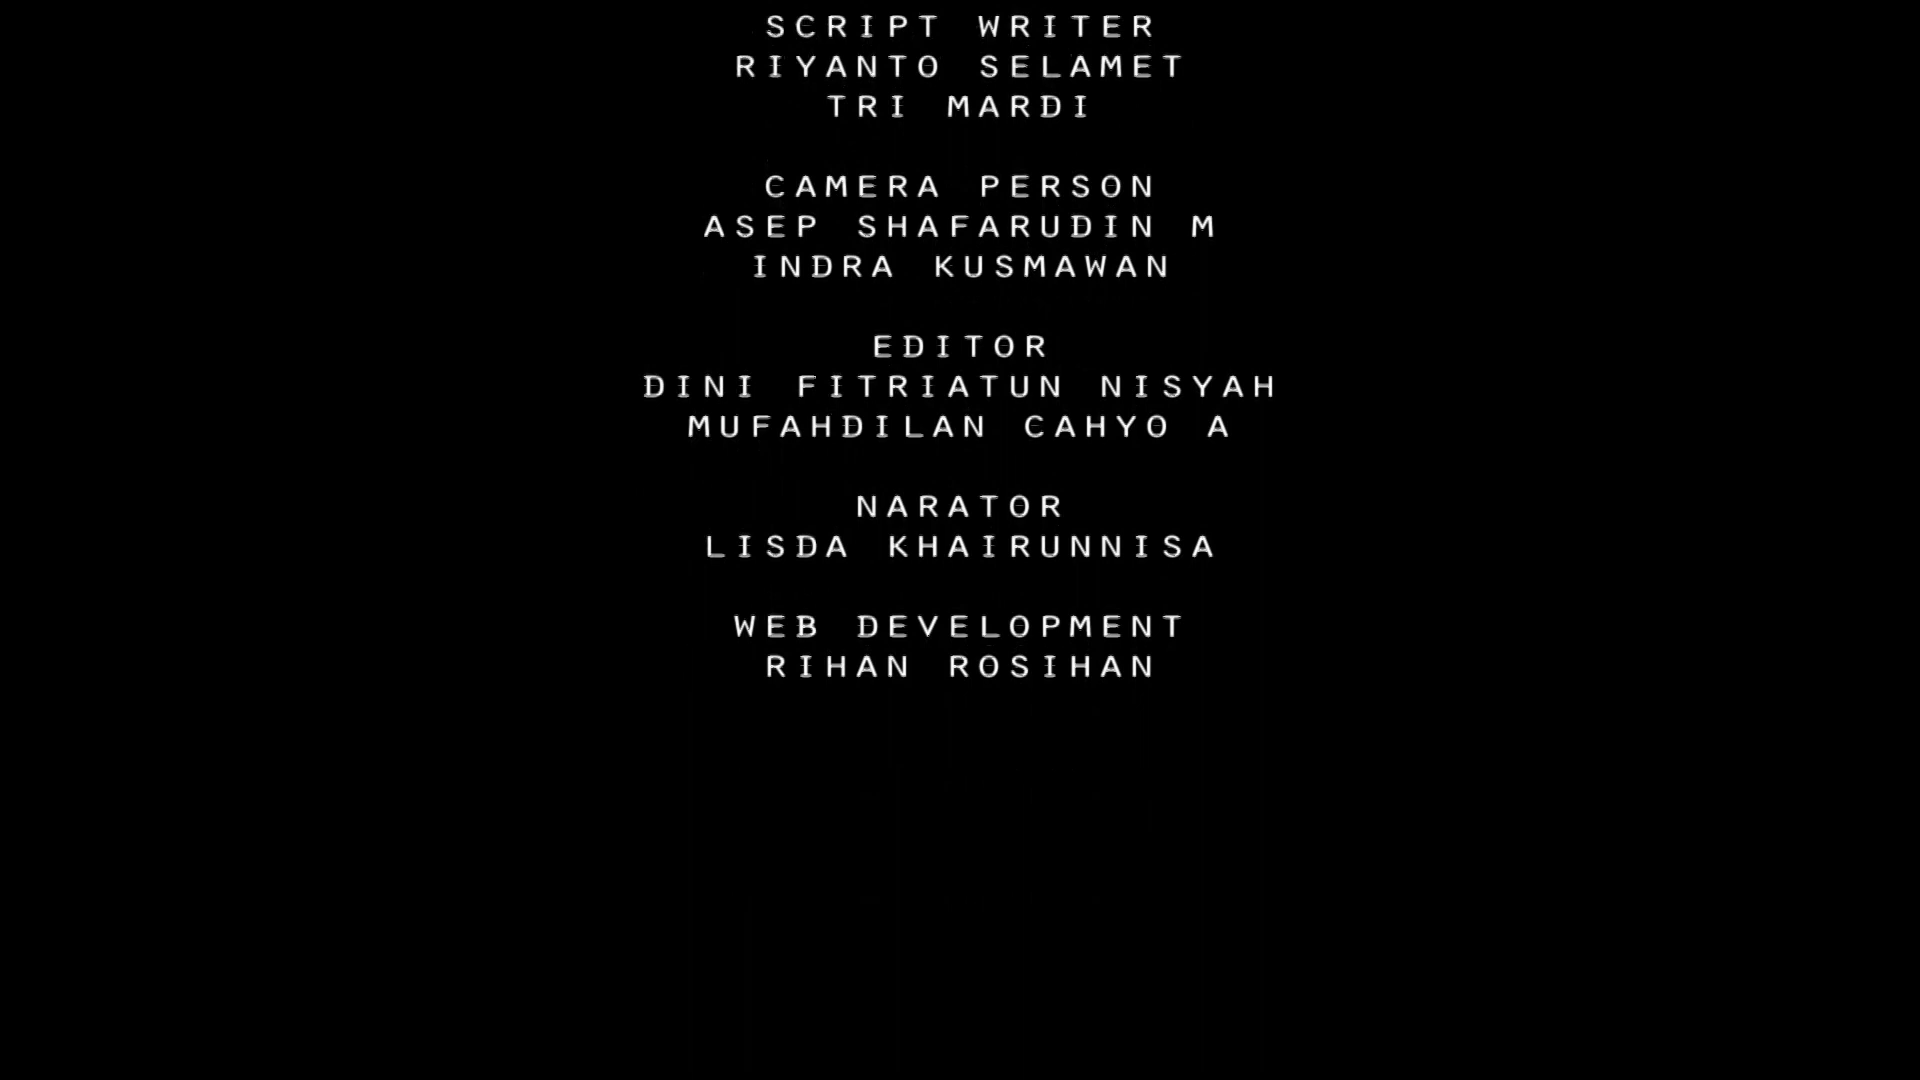 SCRIPT WRITER
RIYANTO SELAMET
TRI MARDI
CAMERA PERSON
ASEP SHAFARUDIN M
INDRA KUSMAWAN
EDITOR
DINI FITRIATUN NISYAH
MUFAHDILAN CAHYO A
NARATOR
LISDA KHAIRUNNISA
WEB DEVELOPMENT
RIHAN ROSIHAN